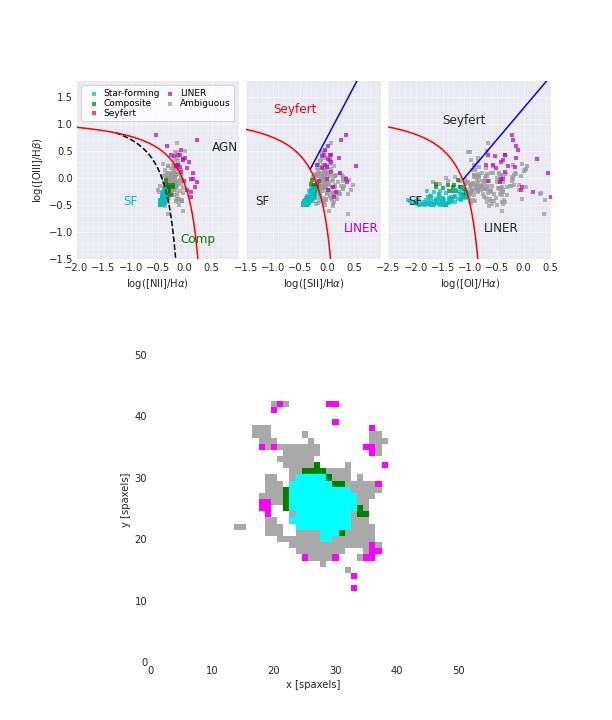 Star-forming
Composite
Seyfert
LINER
Ambiguous
log([OIII]/Hβ)
1.5
1.0
0.5
0.0
−0.5
−1.0
−1.5
AGN
SF
Comp
−2.0 −1.5 −1.0 −0.5 0.0 0.5
log([NII]/Hα)
Seyfert
SF
LINER
−1.5 −1.0 −0.5 0.0 0.5
log([SII]/Hα)
Seyfert
SF
LINER
−2.5 −2.0 −1.5 −1.0 −0.5 0.0 0.5
log([OI]/Hα)
y [spaxels]
50
40
30
20
10
0
0 10 20 30 40 50
x [spaxels]